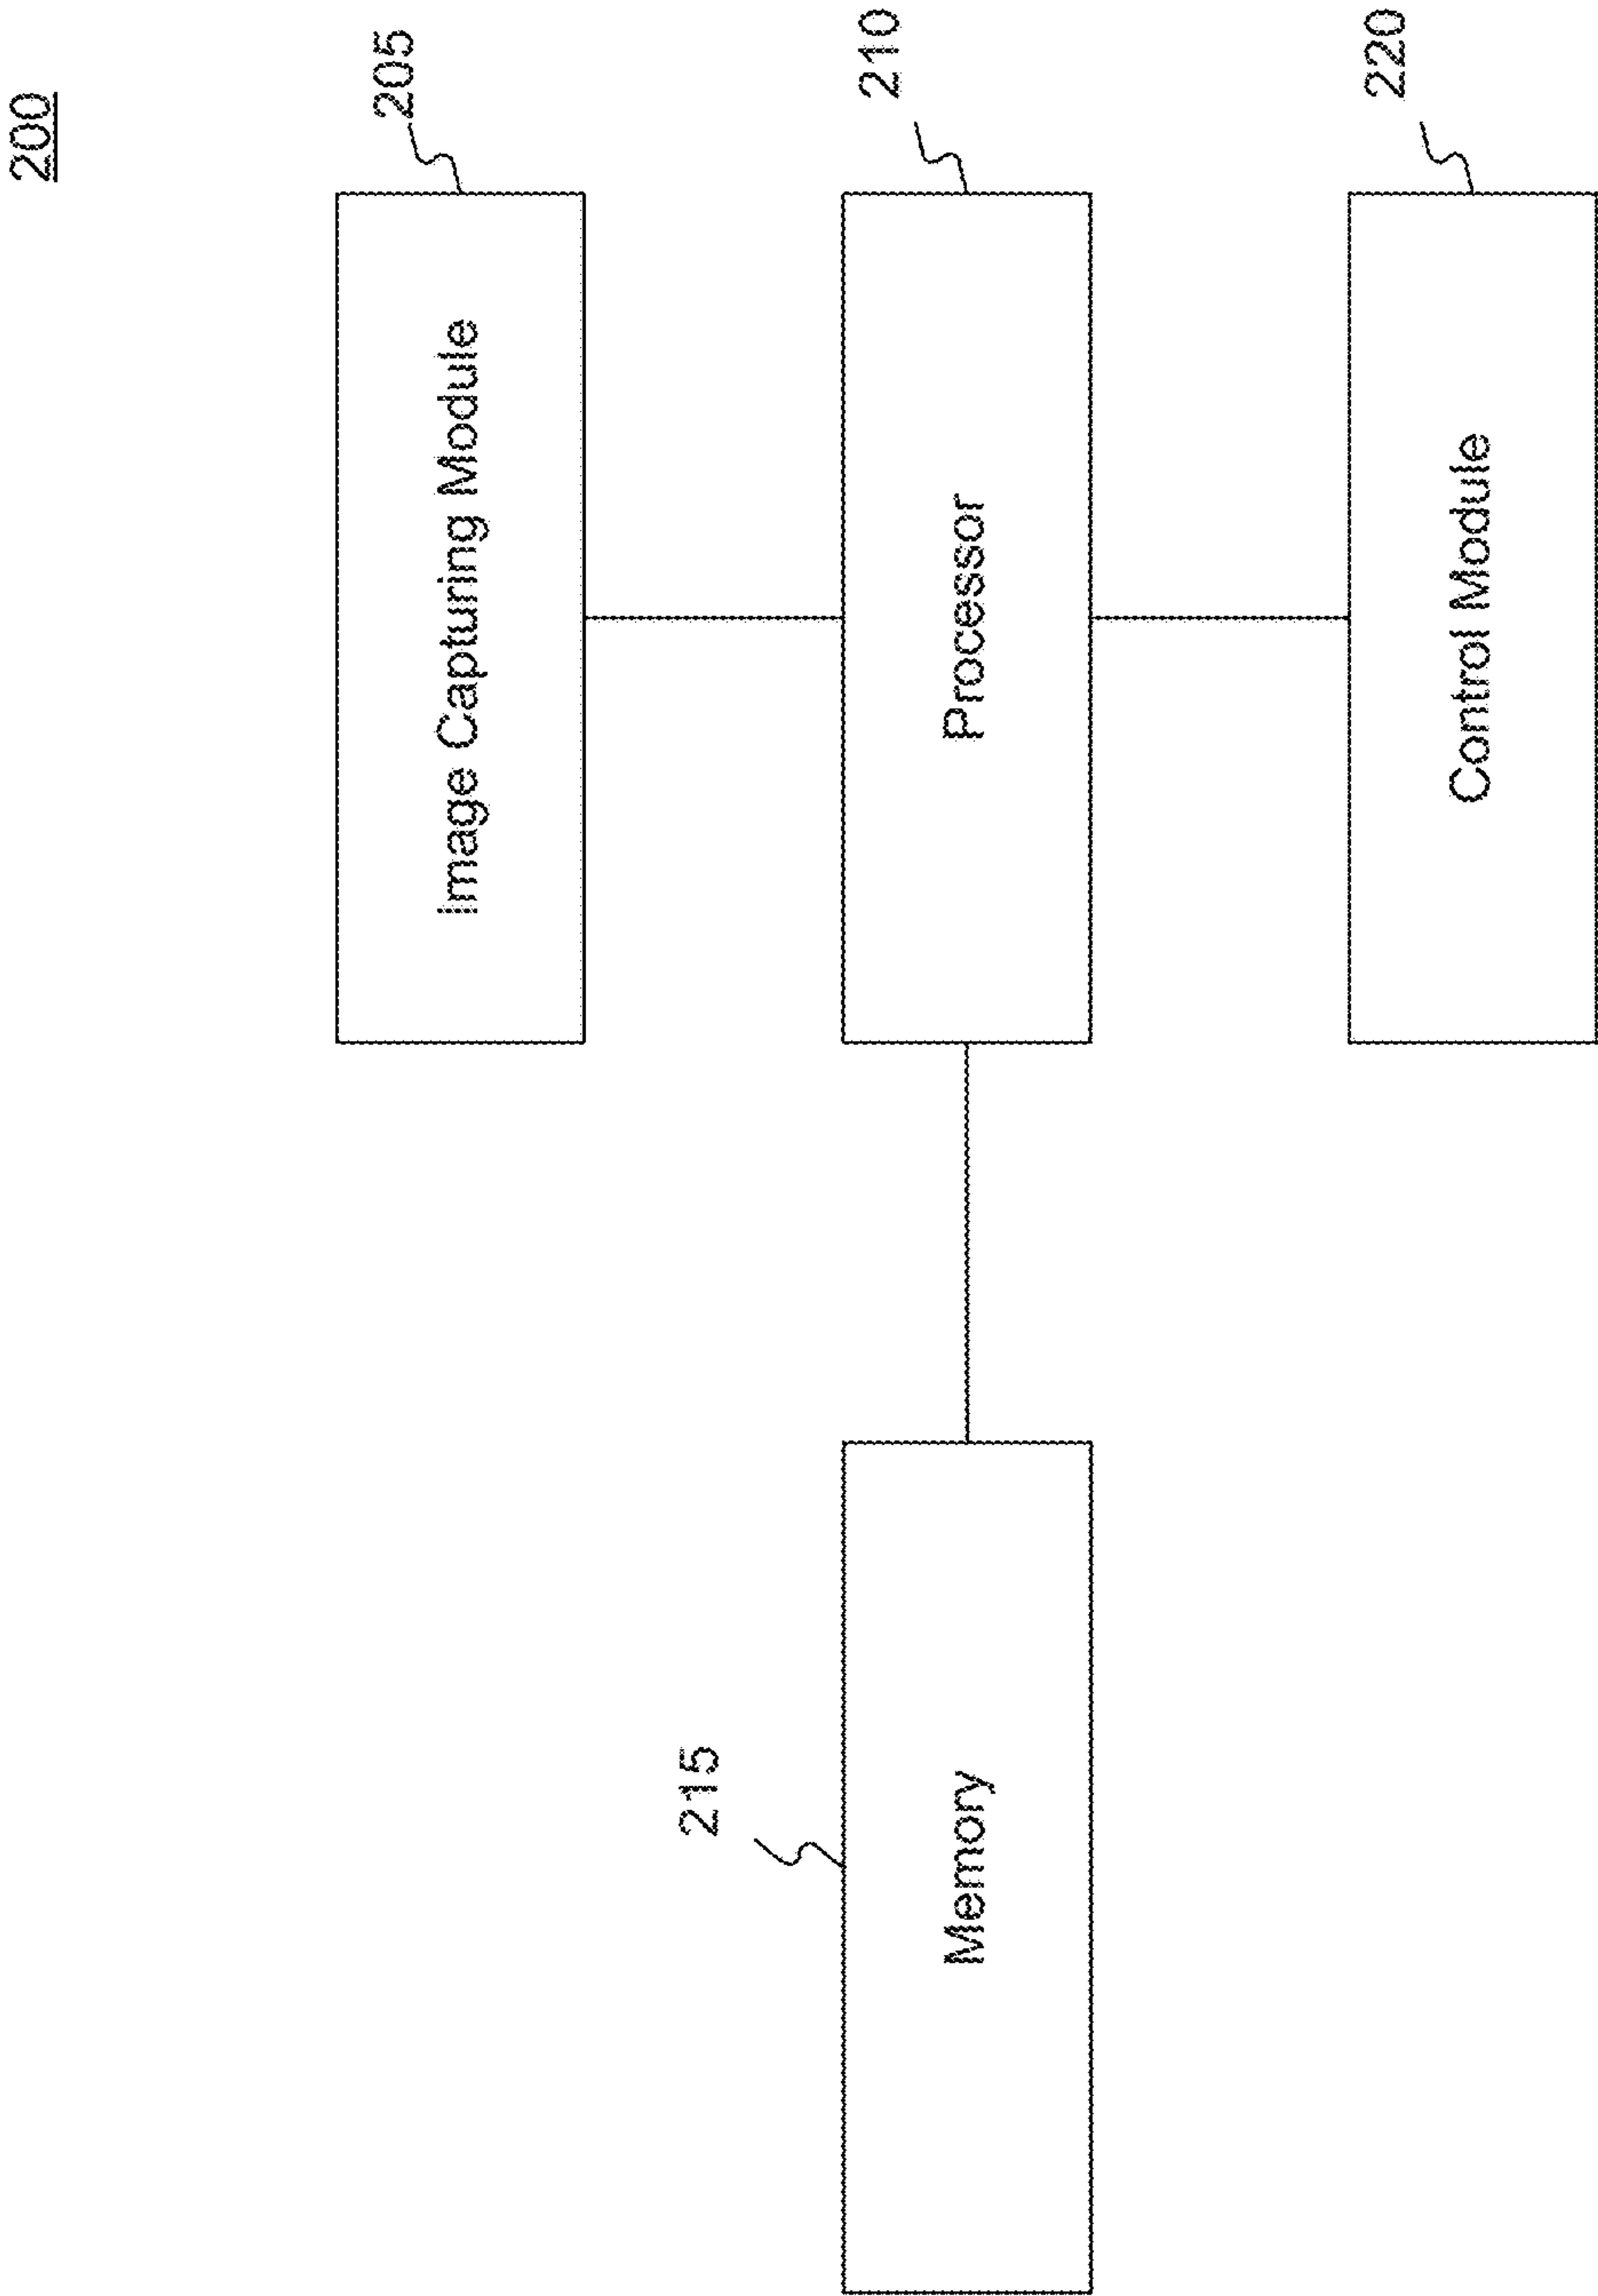 200
205
Image Capturing Module
215
210
Memory
Processor
220
Control Module